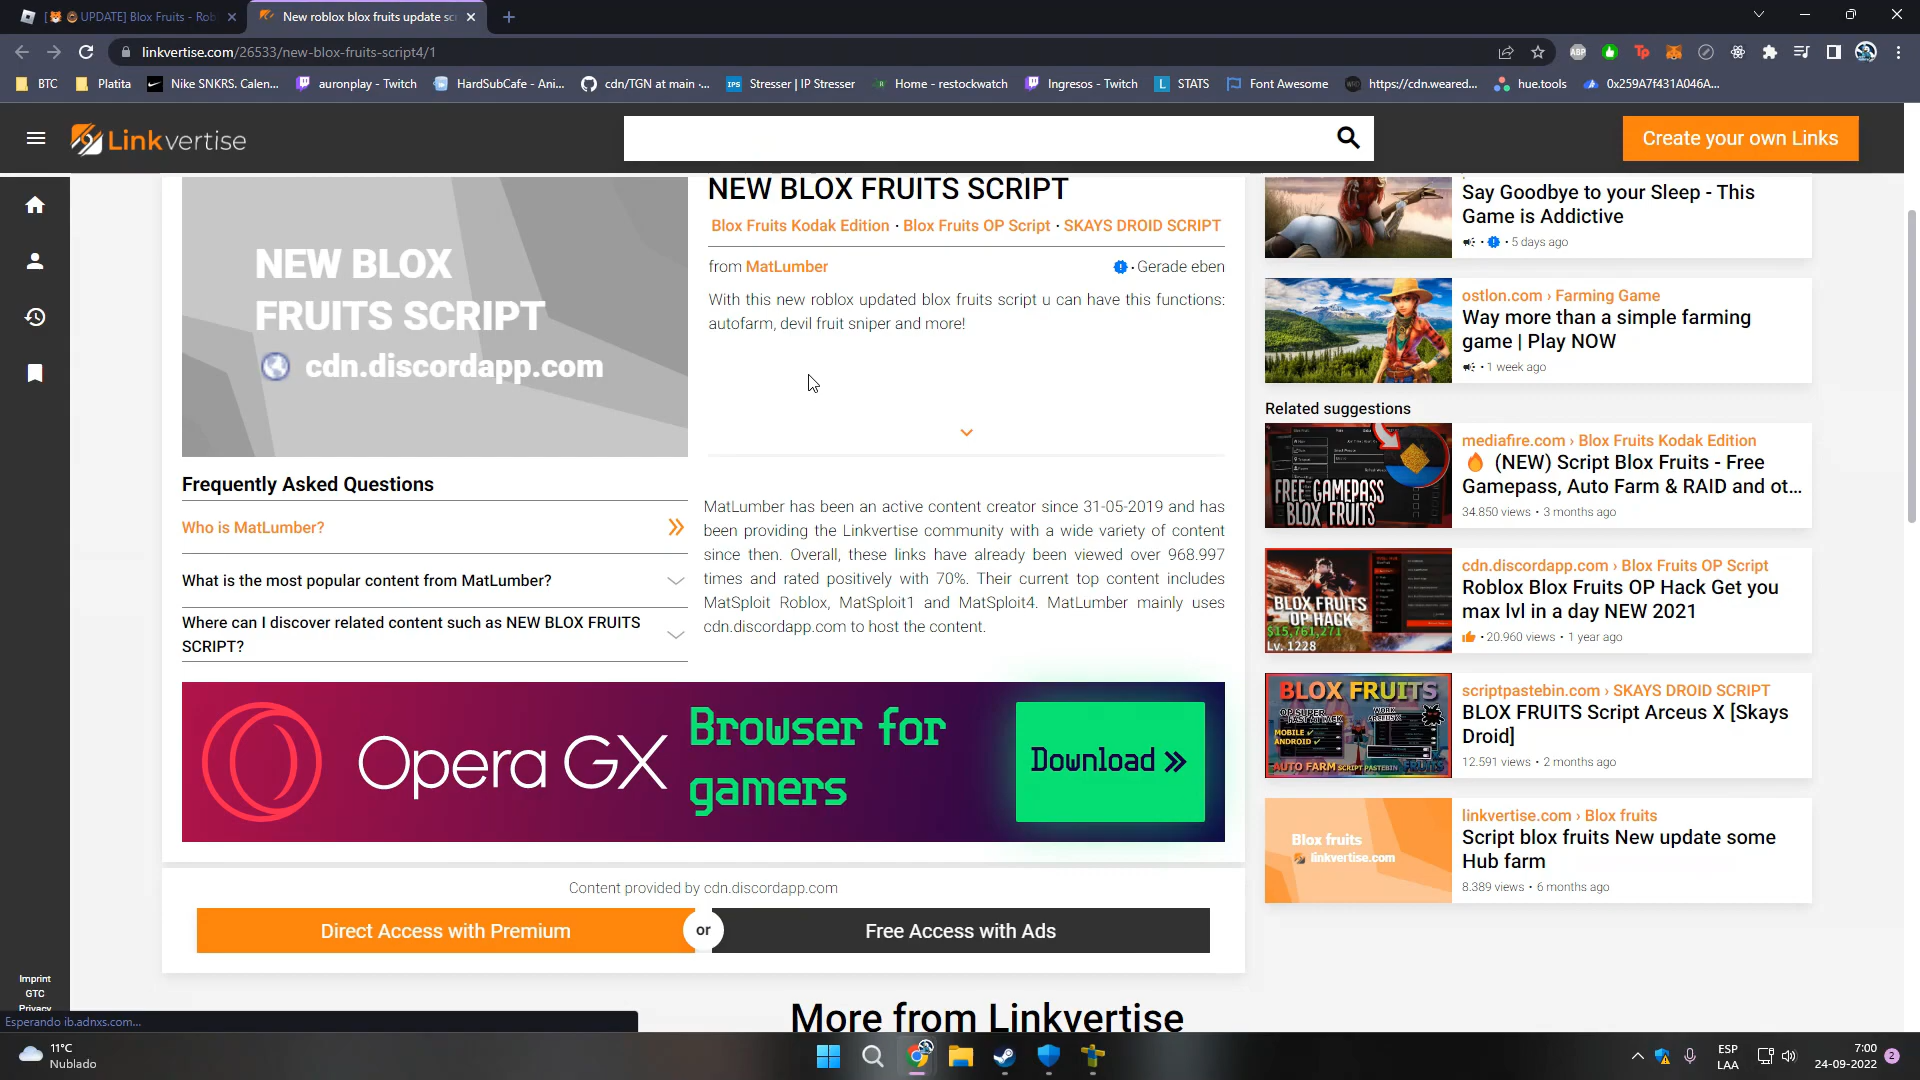 UPDATE] Blox Fruits - Rob
New roblox blox fruits update scr
linkvertise.com/26533/new-blox-fruits-script4/1
BTC
Platita
Nike SNKRS. Calen...
auronplay - Twitch
HardSubCafe - Ani...
cdn/TGN at main ·...
IPS
Stresser | IP Stresser
Home - restockwatch
Ingresos - Twitch
L
STATS
Font Awesome
https://cdn.weared...
hue.tools
0x259A7f431A046A...
ABP
Tp
Linkvertise
Create your own Links
NEW BLOX
FRUITS SCRIPT
cdn.discordapp.com
NEW BLOX FRUITS SCRIPT
Blox Fruits Kodak Edition · Blox Fruits OP Script · SKAYS DROID SCRIPT
from MatLumber
· Gerade eben
With this new roblox updated blox fruits script u can have this functions:
autofarm, devil fruit sniper and more!
Frequently Asked Questions
Who is MatLumber?
What is the most popular content from MatLumber?
Where can I discover related content such as NEW BLOX FRUITS
SCRIPT?
MatLumber has been an active content creator since 31-05-2019 and has
been providing the Linkvertise community with a wide variety of content
since then. Overall, these links have already been viewed over 968.997
times and rated positively with 70%. Their current top content includes
MatSploit Roblox, MatSploit1 and MatSploit4. MatLumber mainly uses
cdn.discordapp.com to host the content.
Opera GX
Browser for
gamers
Download »
Content provided by cdn.discordapp.com
Direct Access with Premium
or
Free Access with Ads
More from Linkvertise
Say Goodbye to your Sleep - This
Game is Addictive
• 5 days ago
ostlon.com › Farming Game
Way more than a simple farming
game | Play NOW
• 1 week ago
Related suggestions
FREE GAMEPASS
BLOX FRUITS
mediafire.com › Blox Fruits Kodak Edition
🔥 (NEW) Script Blox Fruits - Free
Gamepass, Auto Farm & RAID and ot...
34.850 views • 3 months ago
BLOX FRUITS
OP HACK
$15,761,271
Lv. 1228
cdn.discordapp.com › Blox Fruits OP Script
Roblox Blox Fruits OP Hack Get you
max lvl in a day NEW 2021
• 20.960 views • 1 year ago
BLOX FRUITS
OP SUPER
FAST ATTACK
WORK
ARCEUS X
MOBILE ✓
ANDROID ✓
AUTO FARM SCRIPT PASTEBIN
scriptpastebin.com › SKAYS DROID SCRIPT
BLOX FRUITS Script Arceus X [Skays
Droid]
12.591 views • 2 months ago
Blox fruits
linkvertise.com
linkvertise.com › Blox fruits
Script blox fruits New update some
Hub farm
8.389 views • 6 months ago
Imprint
GTC
Privacy
Esperando ib.adnxs.com...
11°C
Nublado
ESP
LAA
7:00
24-09-2022
2